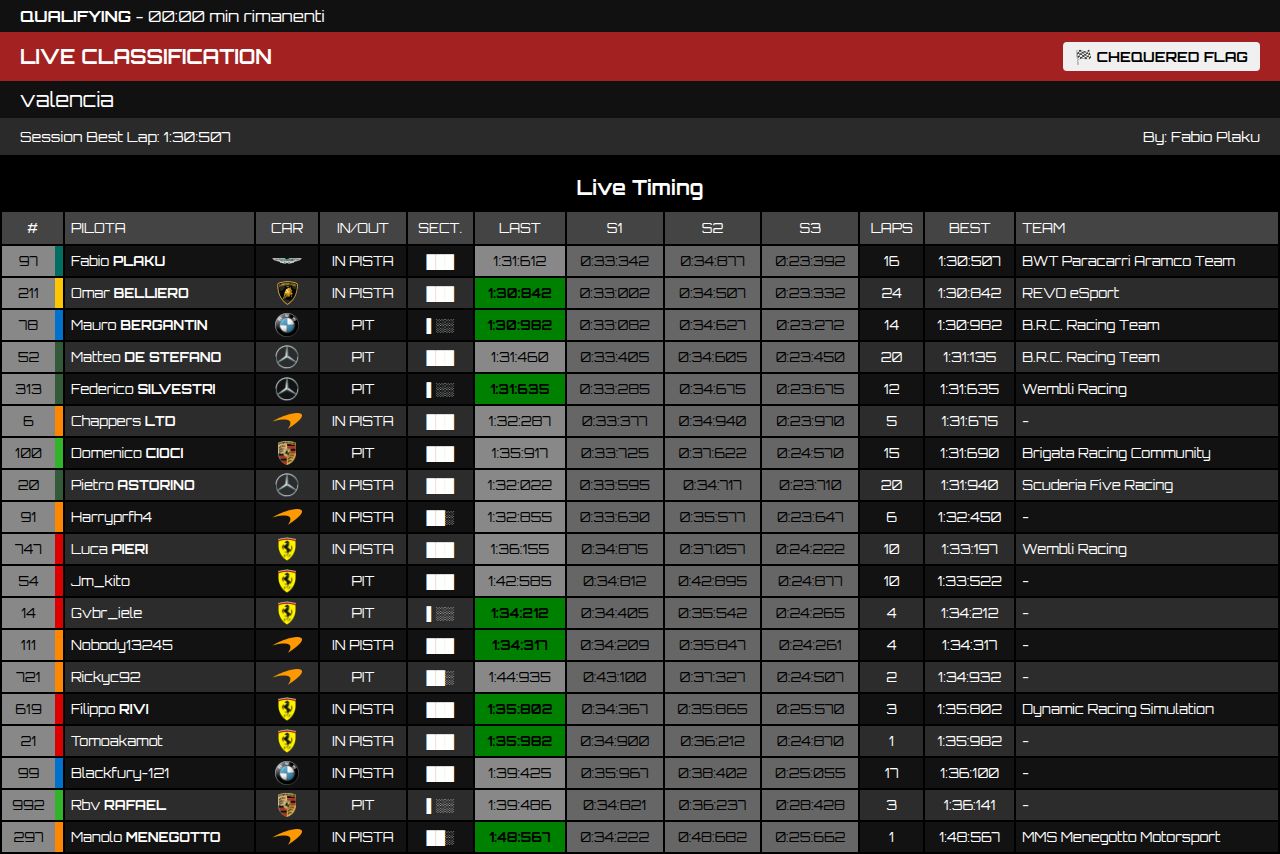 QUALIFYING - 00:00 min rimanenti
LIVE CLASSIFICATION CHEQUERED FLAG
valencia
Session Best Lap: 1:30:507 By: Fabio Plaku
Live Timing
# PILOTA CAR IN/OUT SECT. LAST S1 S2 S3 LAPS BEST TEAM
97 Fabio PLAKU IN PISTA 1:31:612 0:33:342 0:34:877 0:23:392 16 1:30:507 BWT Paracarri Aramco Team
211 Omar BELLIERO IN PISTA 1:30:842 0:33:002 0:34:507 0:23:332 24 1:30:842 REVO eSport
78 Mauro BERGANTIN PIT 1:30:982 0:33:082 0:34:627 0:23:272 14 1:30:982 B.R.C. Racing Team
52 Matteo DE STEFANO PIT 1:31:460 0:33:405 0:34:605 0:23:450 20 1:31:135 B.R.C. Racing Team
313 Federico SILVESTRI PIT 1:31:635 0:33:285 0:34:675 0:23:675 12 1:31:635 Wembli Racing
6 Chappers LTD IN PISTA 1:32:287 0:33:377 0:34:940 0:23:970 5 1:31:675 -
100 Domenico CIOCI PIT 1:35:917 0:33:725 0:37:622 0:24:570 15 1:31:690 Brigata Racing Community
20 Pietro ASTORINO IN PISTA 1:32:022 0:33:595 0:34:717 0:23:710 20 1:31:940 Scuderia Five Racing
91 Harryprfh4 IN PISTA 1:32:855 0:33:630 0:35:577 0:23:647 6 1:32:450 -
747 Luca PIERI IN PISTA 1:36:155 0:34:875 0:37:057 0:24:222 10 1:33:197 Wembli Racing
54 Jm_kito PIT 1:42:585 0:34:812 0:42:895 0:24:877 10 1:33:522 -
14 Gvbr_iele PIT 1:34:212 0:34:405 0:35:542 0:24:265 4 1:34:212 -
111 Nobody13245 IN PISTA 1:34:317 0:34:209 0:35:847 0:24:261 4 1:34:317 -
721 Rickyc92 PIT 1:44:935 0:43:100 0:37:327 0:24:507 2 1:34:932 -
619 Filippo RIVI IN PISTA 1:35:802 0:34:367 0:35:865 0:25:570 3 1:35:802 Dynamic Racing Simulation
21 Tomoakamot IN PISTA 1:35:982 0:34:900 0:36:212 0:24:870 1 1:35:982 -
99 Blackfury-121 IN PISTA 1:39:425 0:35:967 0:38:402 0:25:055 17 1:36:100 -
992 Rbv RAFAEL PIT 1:39:486 0:34:821 0:36:237 0:28:428 3 1:36:141 -
297 Manolo MENEGOTTO IN PISTA 1:48:567 0:34:222 0:48:682 0:25:662 1 1:48:567 MMS Menegotto Motorsport